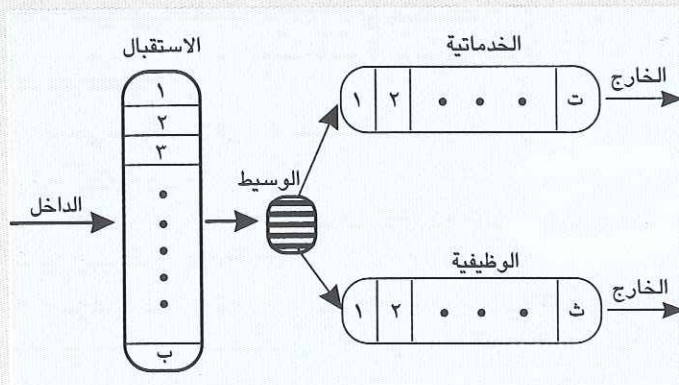 الاستقبال
١
٢
٣
ب
الداخل
الوسيط
الخدماتية
١ ٢ ت
الخارج
الوظيفية
١ ٢ ث
الخارج